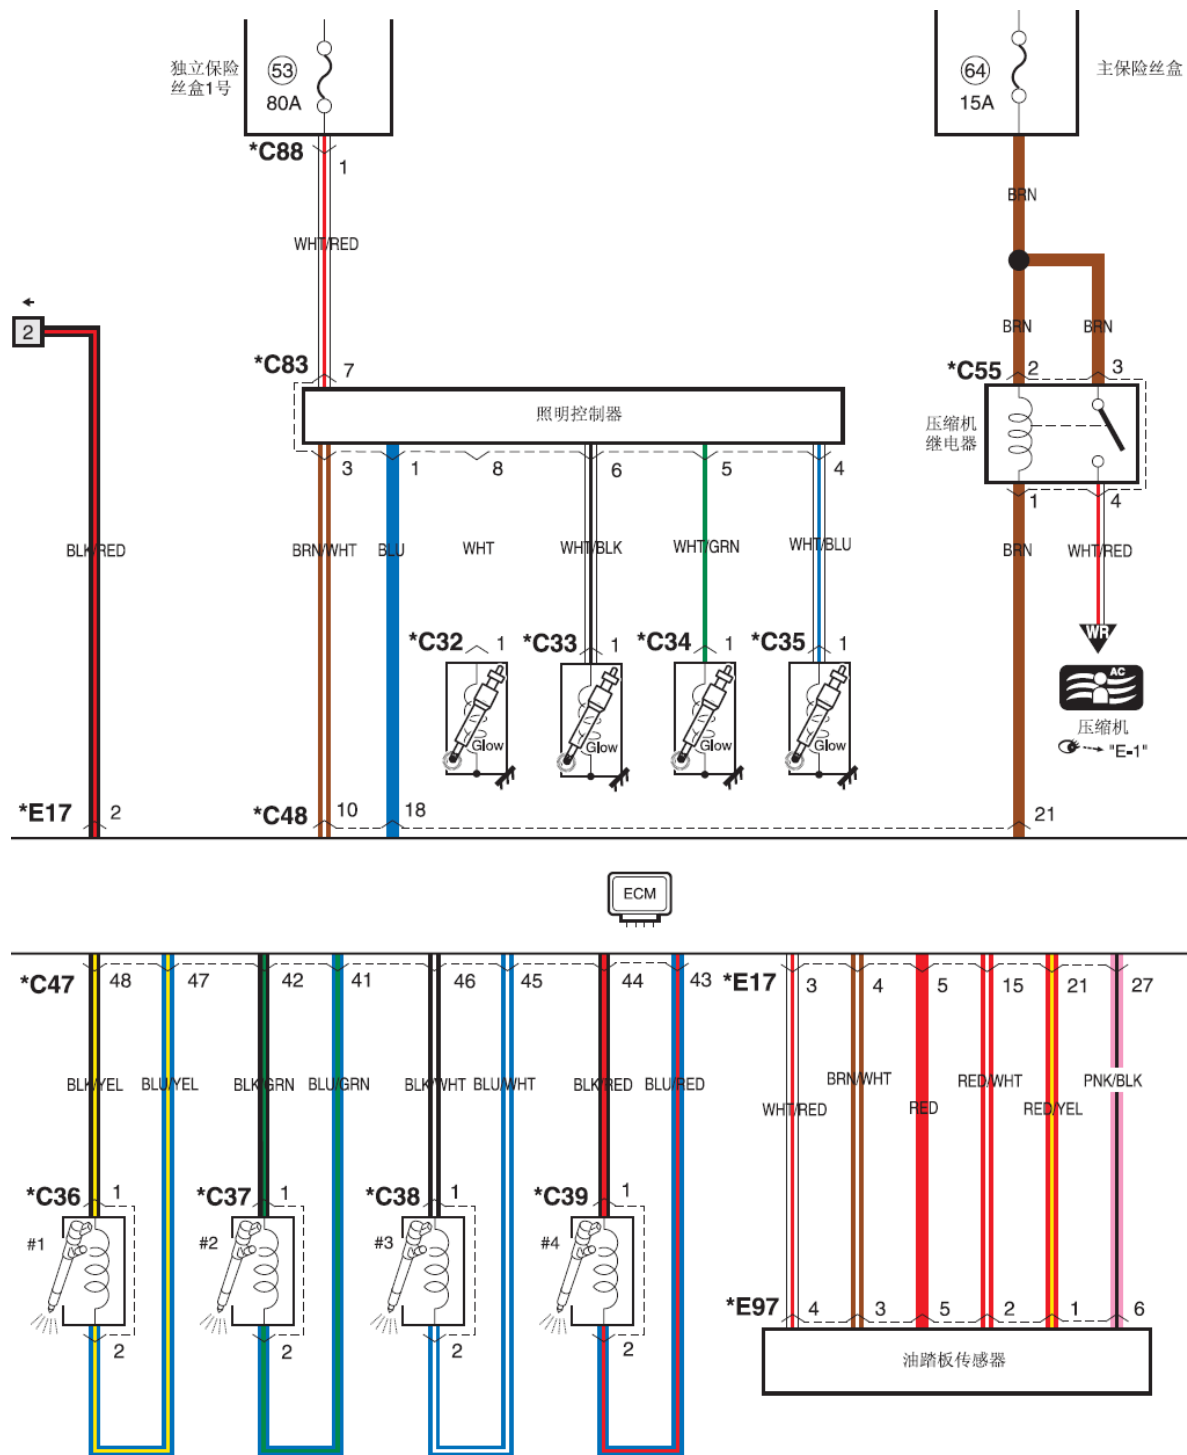 独立保险
丝盒1号
53
80A
64
15A
主保险丝盒
*C88
1
BRN
WHT/RED
2
BRN
BRN
*C83
7
*C55
2
3
照明控制器
压缩机
继电器
3
1
8
6
5
4
1
4
BLK/RED
BRN/WHT
BLU
WHT
WHT/BLK
WHT/GRN
WHT/BLU
BRN
WHT/RED
WR
*C32
1
*C33
1
*C34
1
*C35
1
AC
Glow
Glow
Glow
Glow
压缩机
"E-1"
*E17
2
*C48
10
18
21
ECM
*C47
48
47
42
41
46
45
44
43
*E17
3
4
5
15
21
27
BLK/YEL
BLU/YEL
BLK/GRN
BLU/GRN
BLK/WHT
BLU/WHT
BLK/RED
BLU/RED
WHT/RED
BRN/WHT
RED
RED/WHT
RED/YEL
PNK/BLK
*C36
1
*C37
1
*C38
1
*C39
1
#1
#2
#3
#4
*E97
4
3
5
2
1
6
2
2
2
2
油踏板传感器